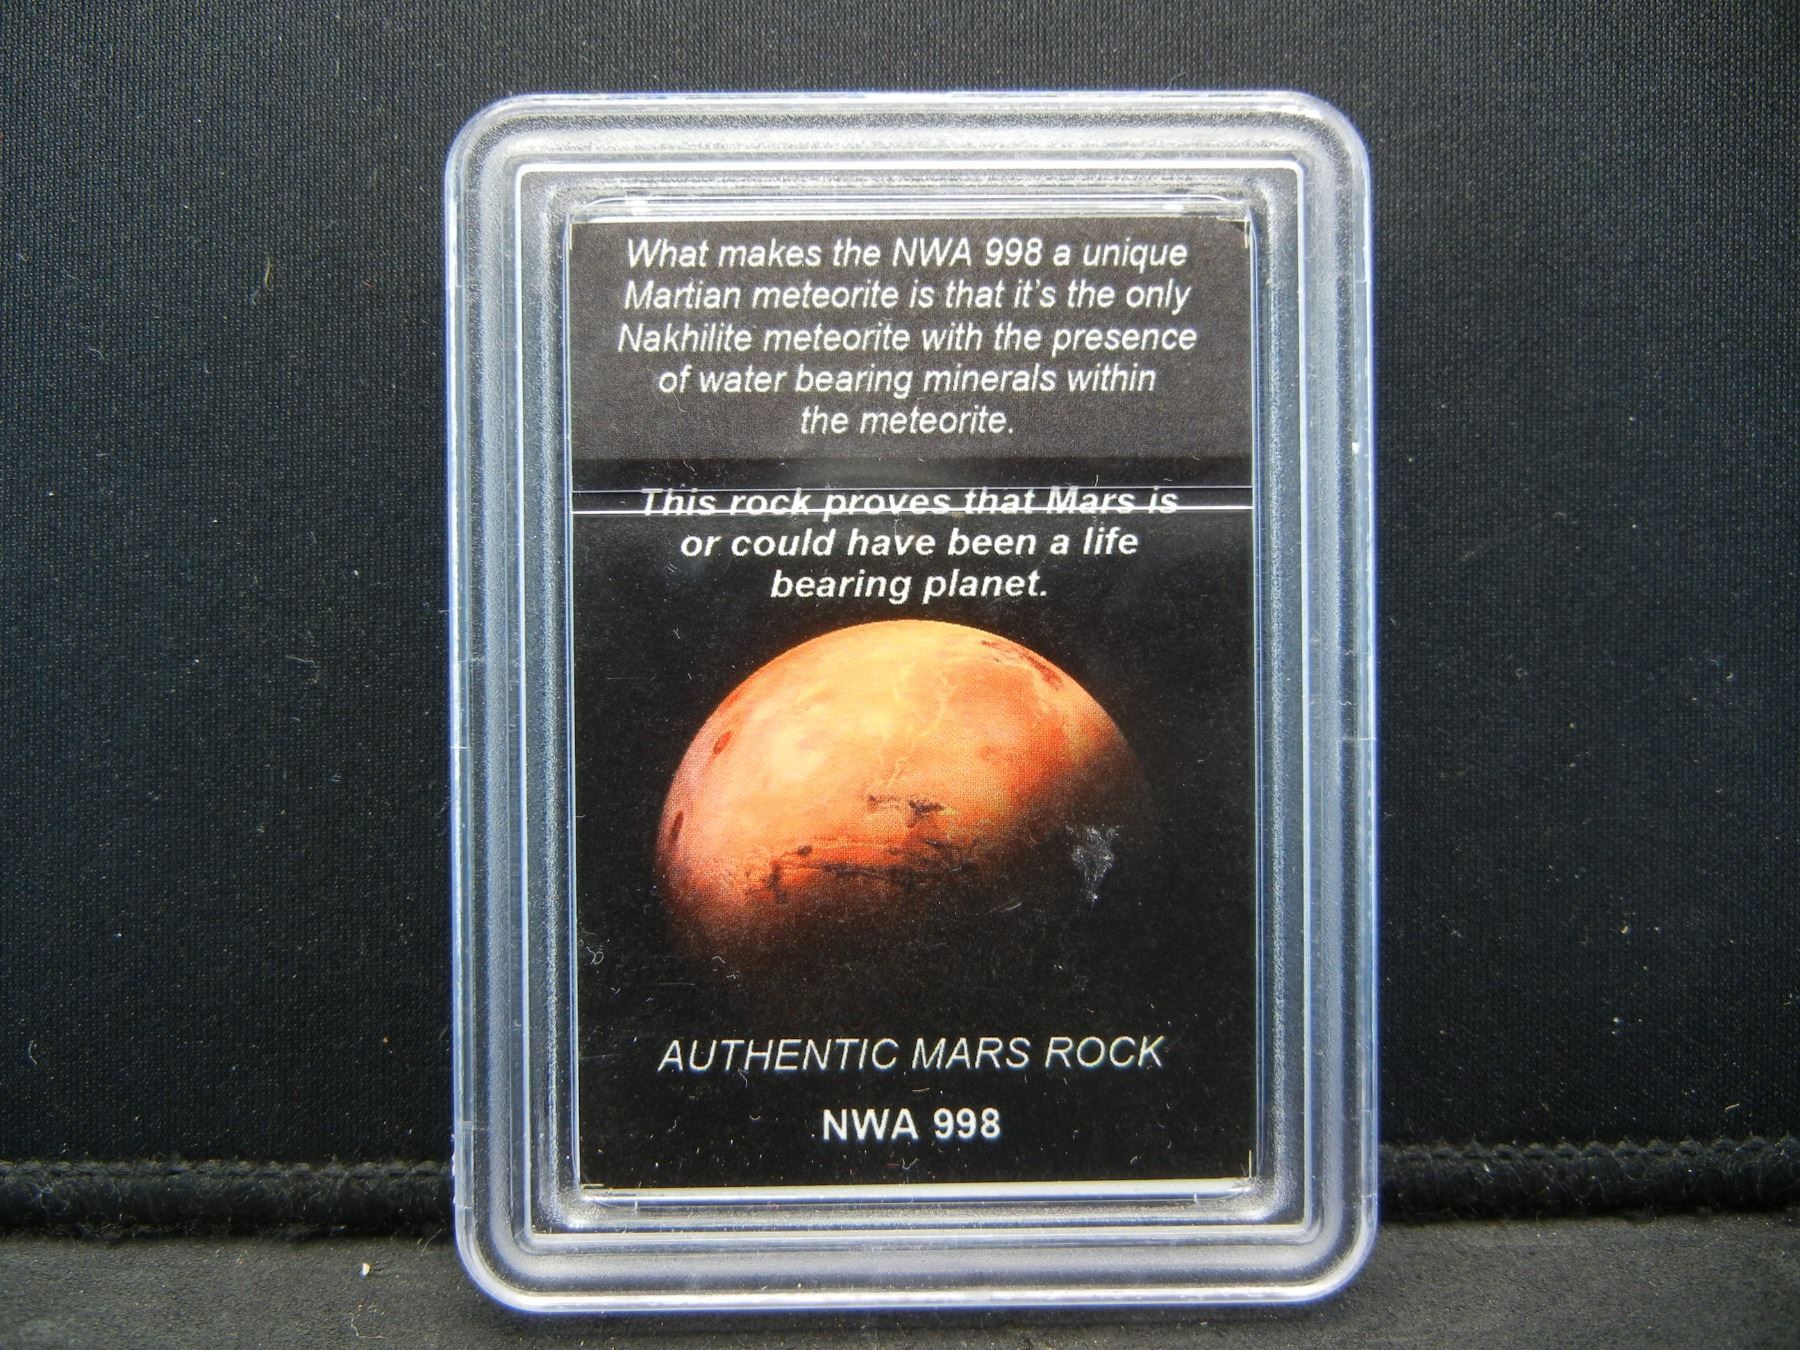 What makes the NWA 998 a unique
Martian meteorite is that it's the only
Nakhilite meteorite with the presence
of water bearing minerals within
the meteorite.
This rock proves that Mars is
or could have been a life
bearing planet.
AUTHENTIC MARS ROCK
NWA 998